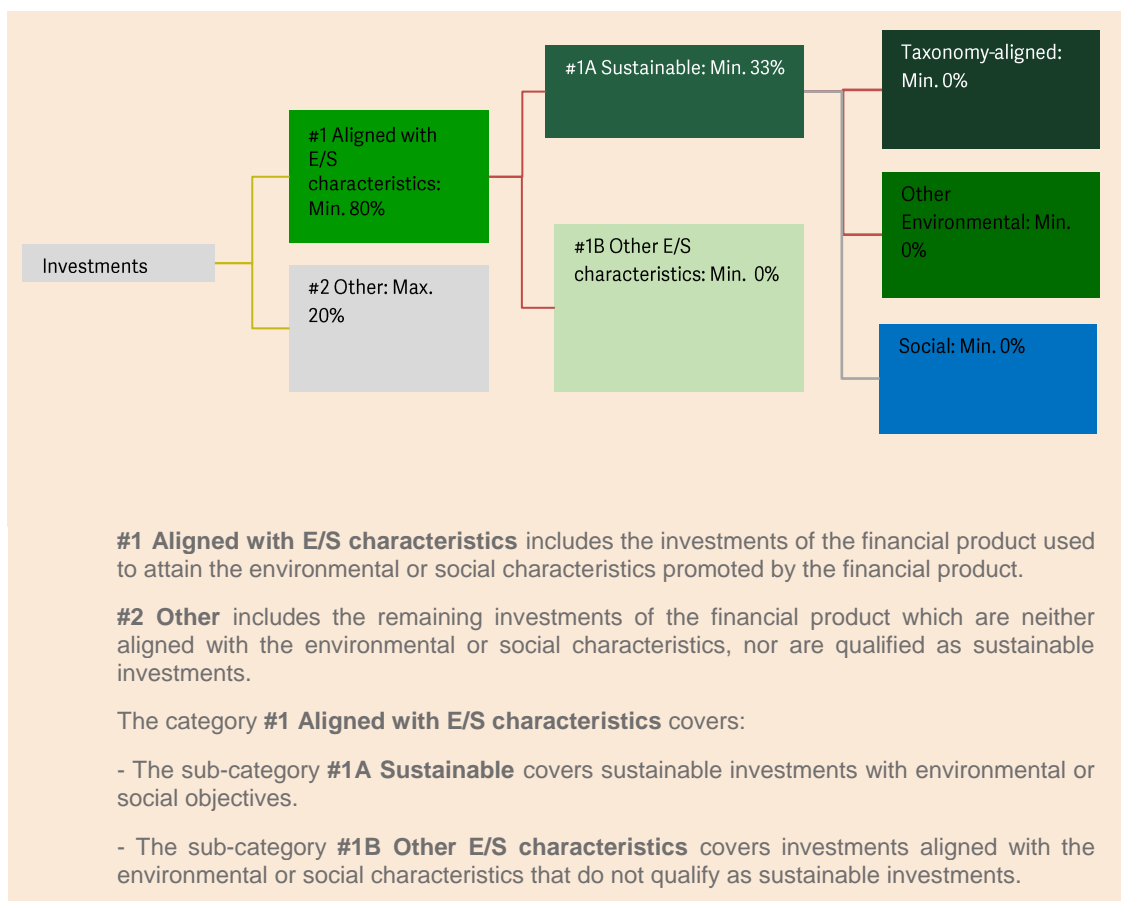 Investments
#1 Aligned with
E/S
characteristics:
Min. 80%
#2 Other: Max.
20%
#1A Sustainable: Min. 33%
#1B Other E/S
characteristics: Min. 0%
Taxonomy-aligned:
Min. 0%
Other
Environmental: Min.
0%
Social: Min. 0%
#1 Aligned with E/S characteristics includes the investments of the financial product used
to attain the environmental or social characteristics promoted by the financial product.
#2 Other includes the remaining investments of the financial product which are neither
aligned with the environmental or social characteristics, nor are qualified as sustainable
investments.
The category #1 Aligned with E/S characteristics covers:
- The sub-category #1A Sustainable covers sustainable investments with environmental or
social objectives.
- The sub-category #1B Other E/S characteristics covers investments aligned with the
environmental or social characteristics that do not qualify as sustainable investments.